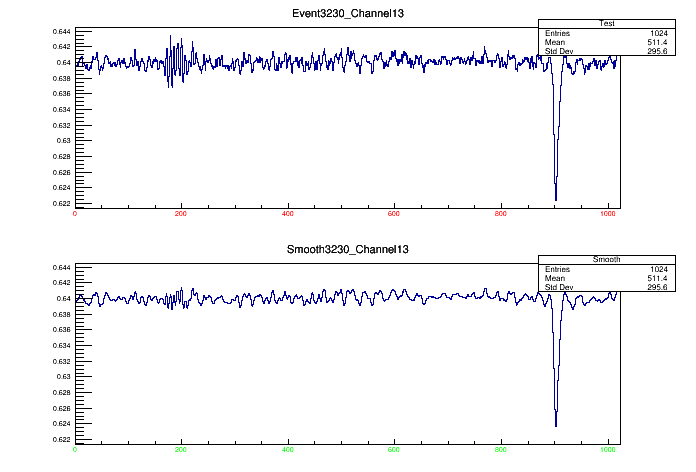 Event3230_Channel13
Test
Entries 1024
Mean 511.4
Std Dev 295.6
0.644
0.642
0.64
0.638
0.636
0.634
0.632
0.63
0.628
0.626
0.624
0.622
0 200 400 600 800 1000
Smooth3230_Channel13
Smooth
Entries 1024
Mean 511.4
Std Dev 295.6
0.644
0.642
0.64
0.638
0.636
0.634
0.632
0.63
0.628
0.626
0.624
0.622
0 200 400 600 800 1000